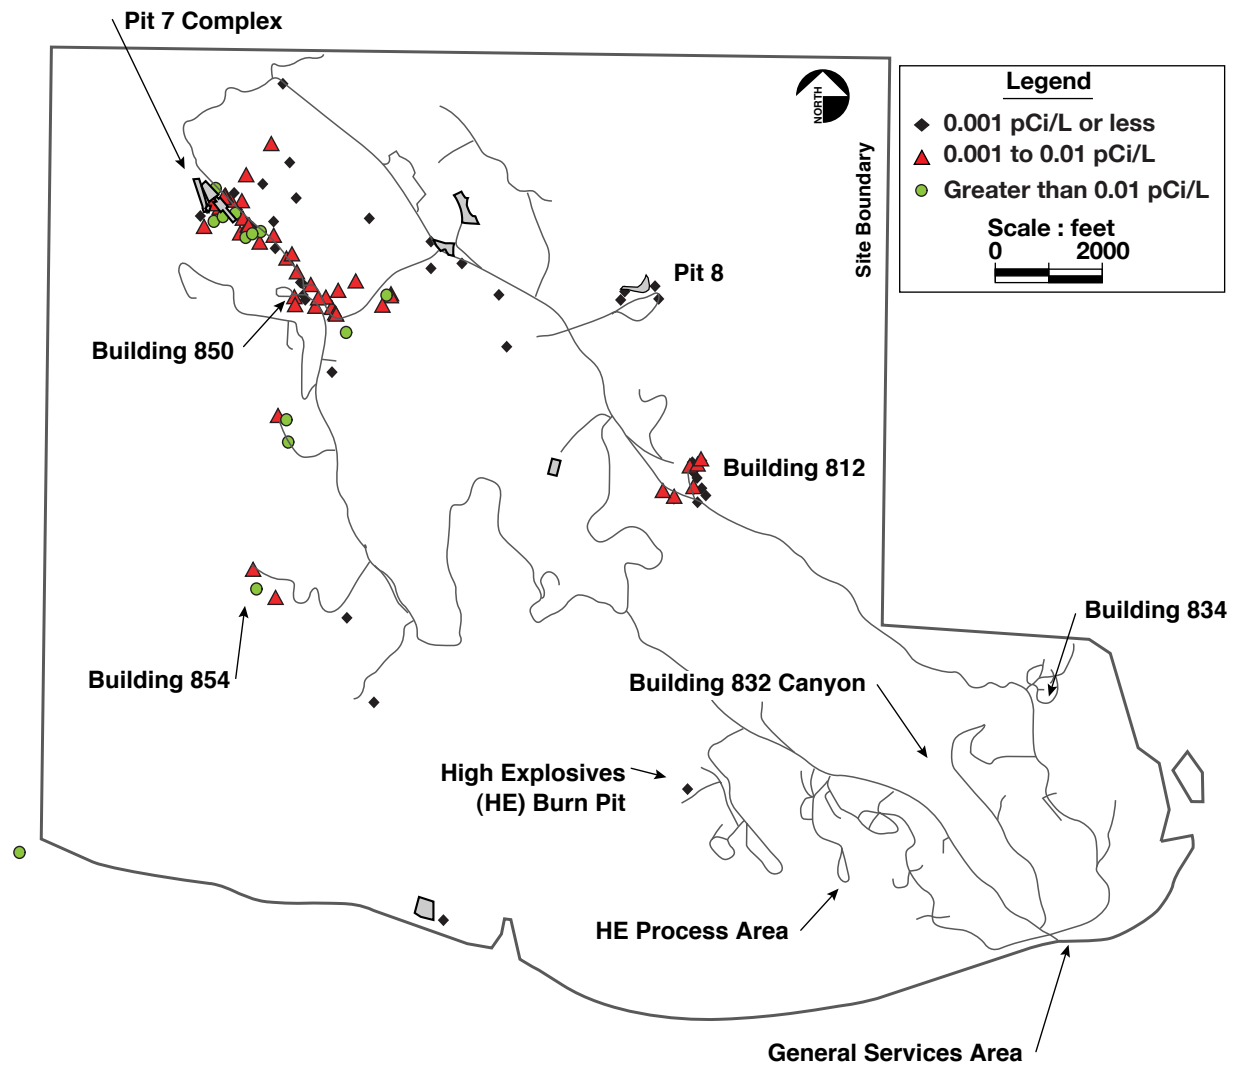 Pit 7 Complex
NORTH
Site Boundary
Legend
0.001 pCi/L or less
0.001 to 0.01 pCi/L
Greater than 0.01 pCi/L
Scale : feet
0 2000
Pit 8
Building 850
Building 812
Building 834
Building 854
Building 832 Canyon
High Explosives
(HE) Burn Pit
HE Process Area
General Services Area